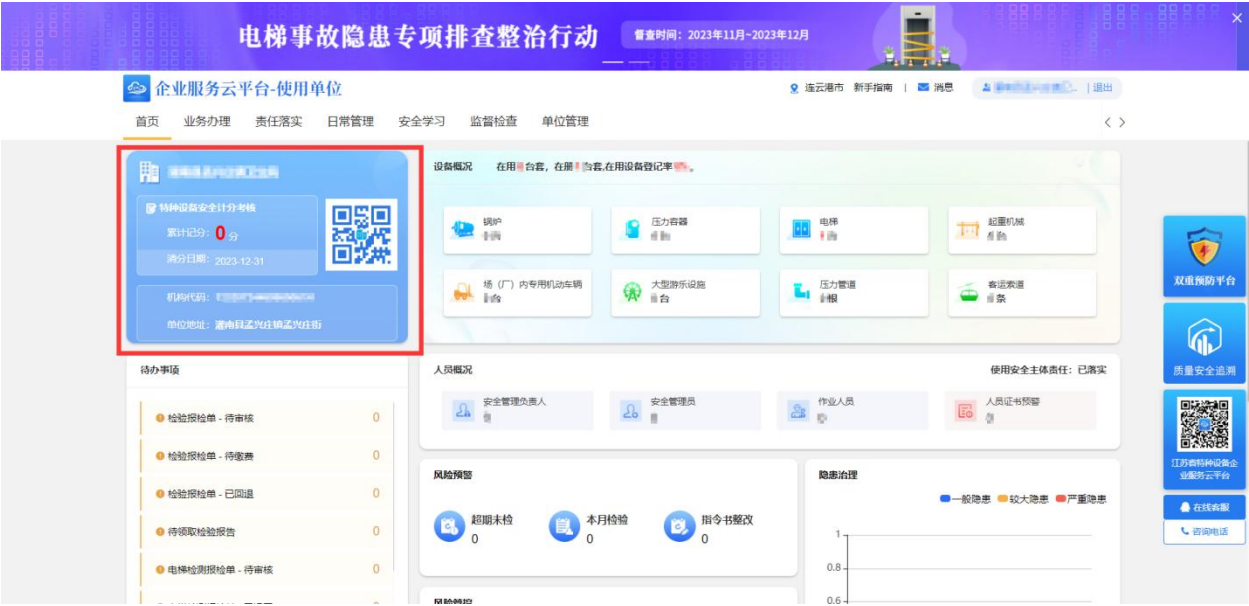 电梯事故隐患专项排查整治行动
督查时间：2023年11月~2023年12月
企业服务云平台-使用单位
连云港市 新手指南 | 消息 | 退出
首页 业务办理 责任落实 日常管理 安全学习 监督检查 单位管理
特种设备安全计分考核
累计记分：0 分
清分日期：2023-12-31
机构代码：
单位地址：灌南县孟兴庄镇孟兴庄街
设备概况 在用 台套，在册 台套,在用设备登记率 。
锅炉
压力容器
电梯
起重机械
场（厂）内专用机动车辆
台
大型游乐设施
台
压力管道
根
客运索道
条
待办事项
检验报检单 - 待审核 0
检验报检单 - 待缴费 0
检验报检单 - 已回退 0
待领取检验报告 0
电梯检测报检单 - 待审核 0
人员概况 使用安全主体责任：已落实
安全管理负责人
安全管理员
作业人员
人员证书预警
风险预警
超期未检
0
本月检验
0
指令书整改
0
风险管控
隐患治理
一般隐患 较大隐患 严重隐患
1
0.8
0.6
双重预防平台
质量安全追溯
江苏省特种设备企
业服务云平台
在线客服
咨询电话